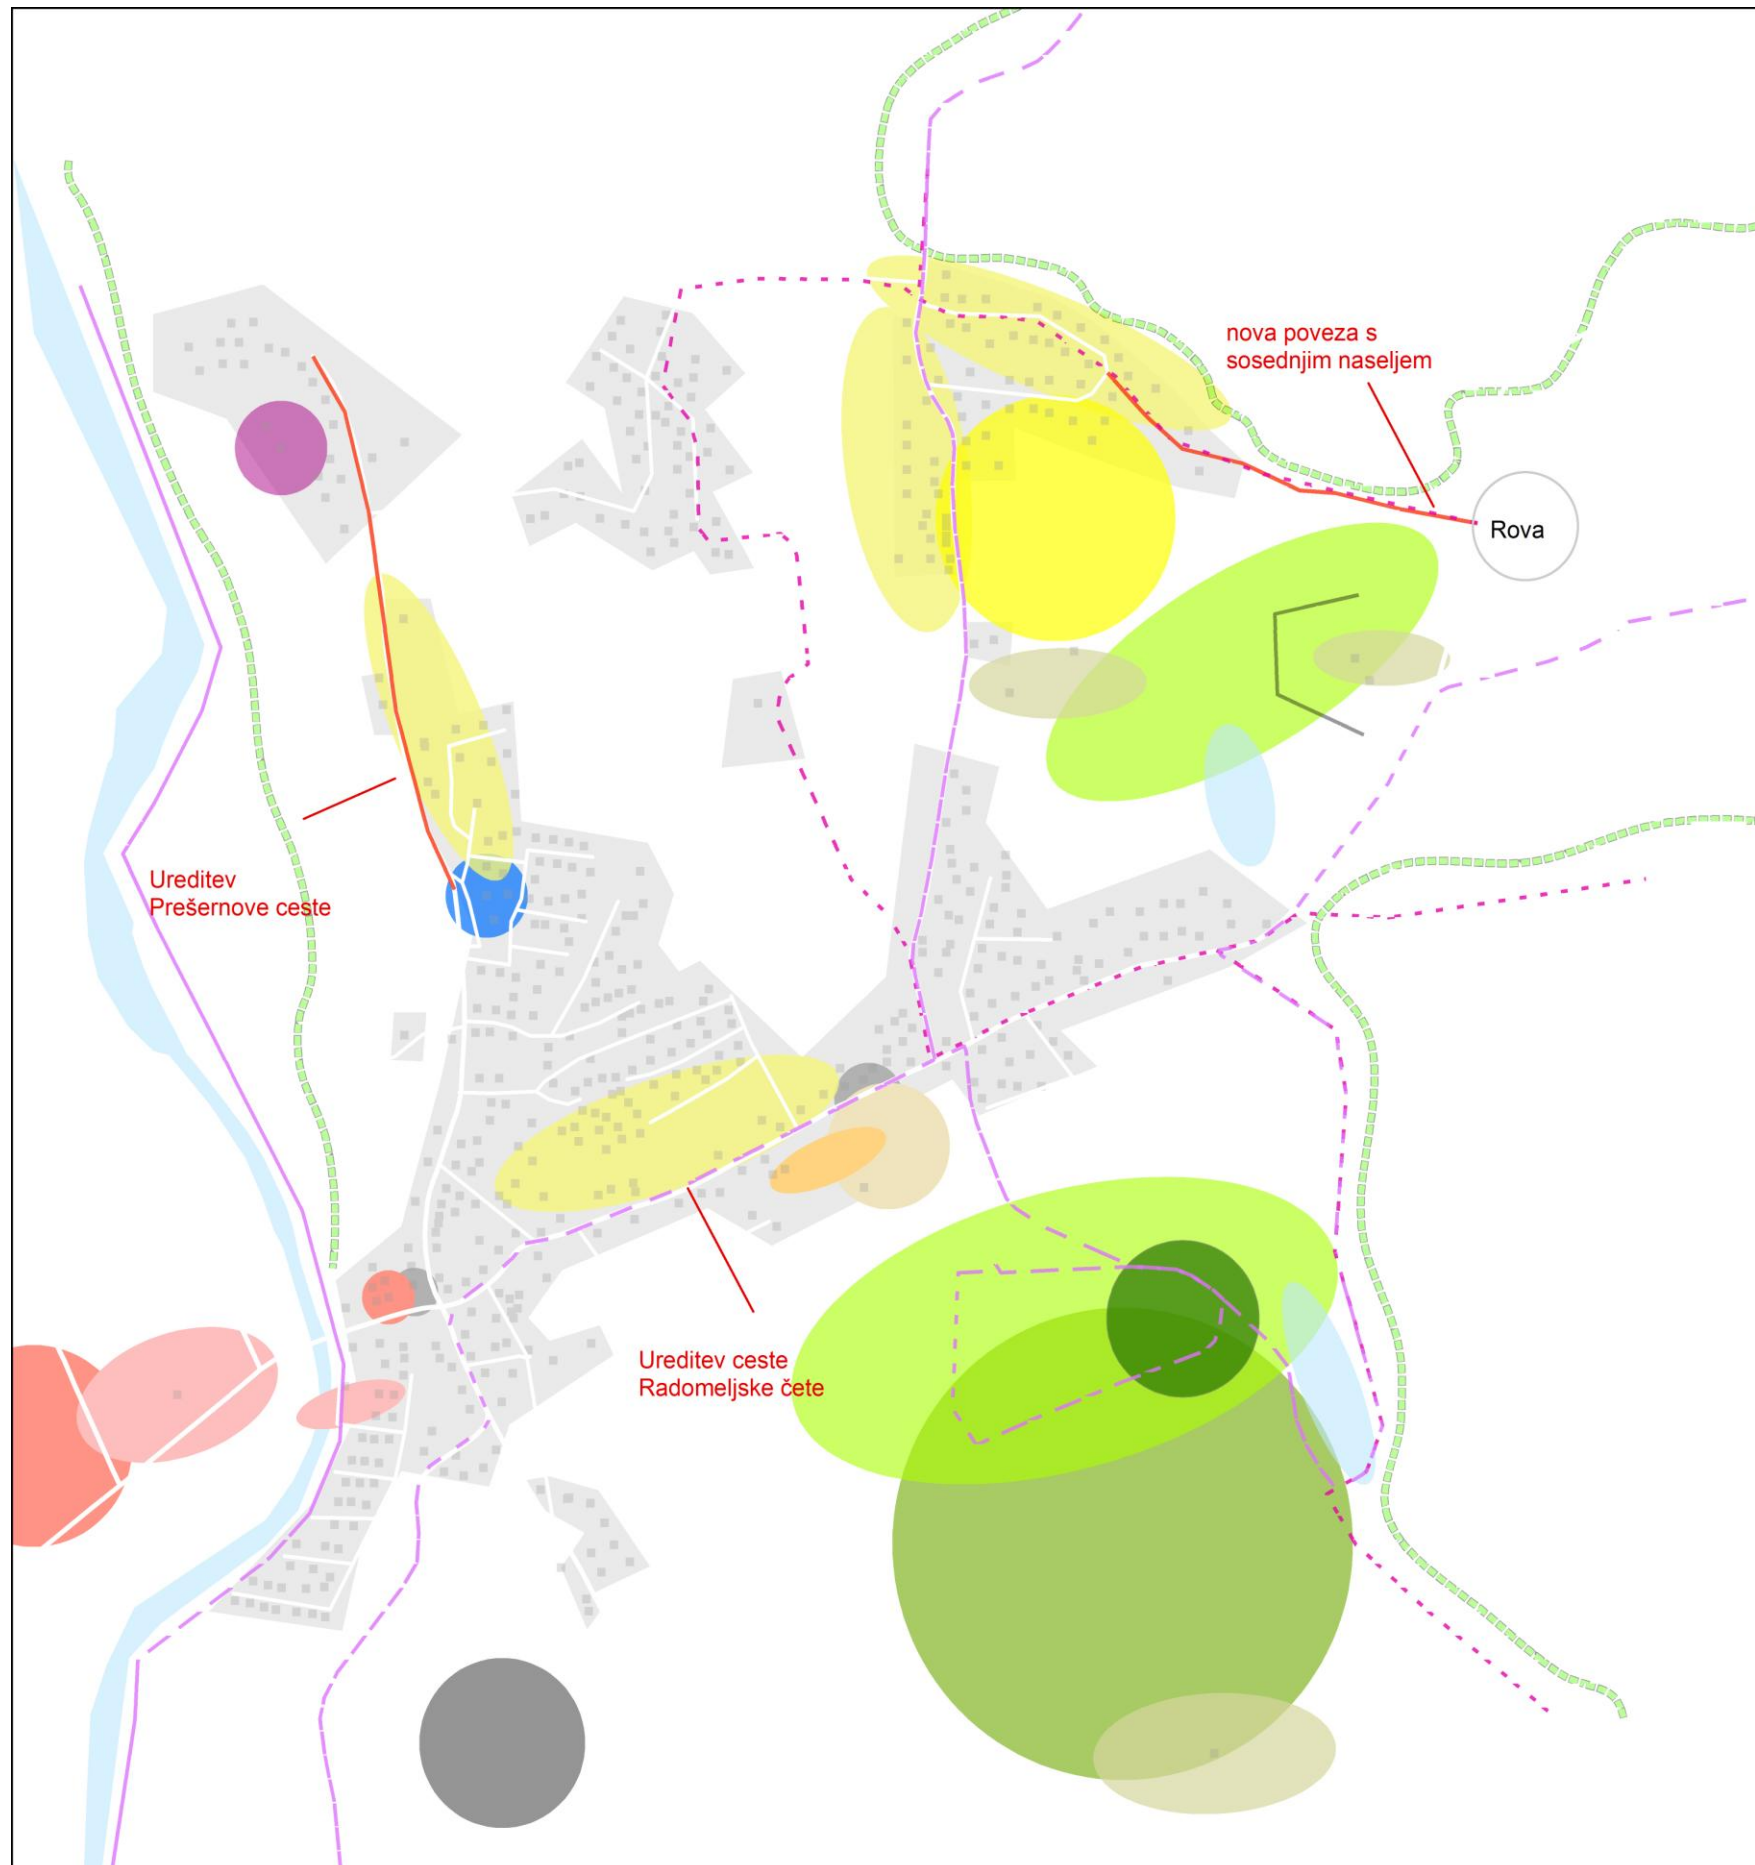 nova poveza s
sosednjim naseljem
Rova
Ureditev
Prešernove ceste
Ureditev ceste
Radomeljske čete